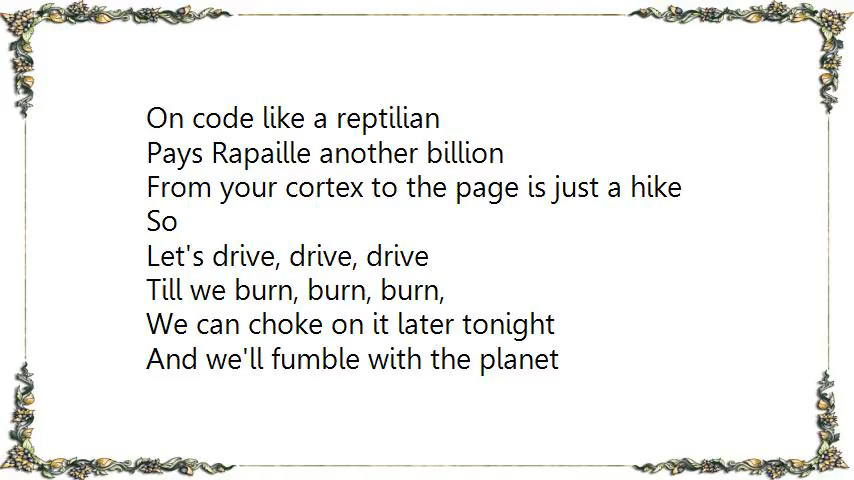 On code like a reptilian
Pays Rapaille another billion
From your cortex to the page is just a hike
So
Let's drive, drive, drive
Till we burn, burn, burn,
We can choke on it later tonight
And we'll fumble with the planet